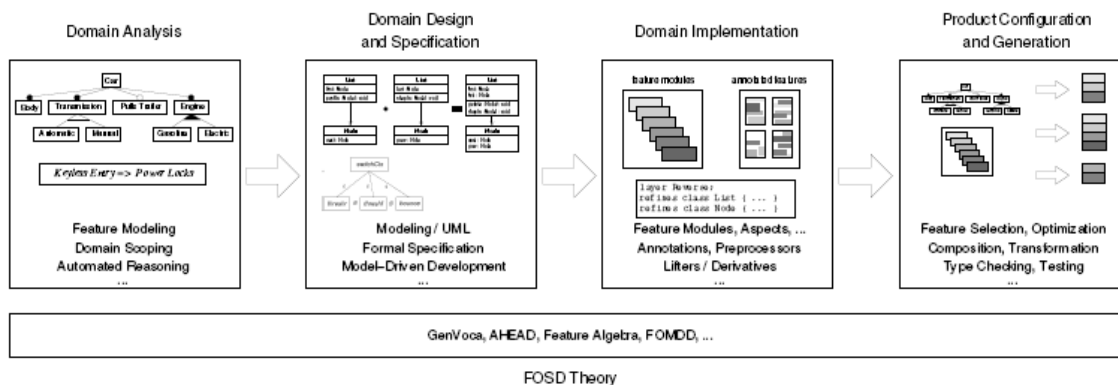 Domain Analysis
Car
Body Transmission Pulls Trailer Engine
Automatic Manual Gasoline Electric
Keyless Entry => Power Locks
Feature Modeling
Domain Scoping
Automated Reasoning
...
Domain Design
and Specification
List List List
Modeling / UML
Formal Specification
Model–Driven Development
...
Domain Implementation
feature modules annotated features
layer Reverse;
refines class List { ... }
refines class Node { ... }
Feature Modules, Aspects, ...
Annotations, Preprocessors
Lifters / Derivatives
...
Product Configuration
and Generation
Feature Selection, Optimization
Composition, Transformation
Type Checking, Testing
...
GenVoca, AHEAD, Feature Algebra, FOMDD, ...
FOSD Theory